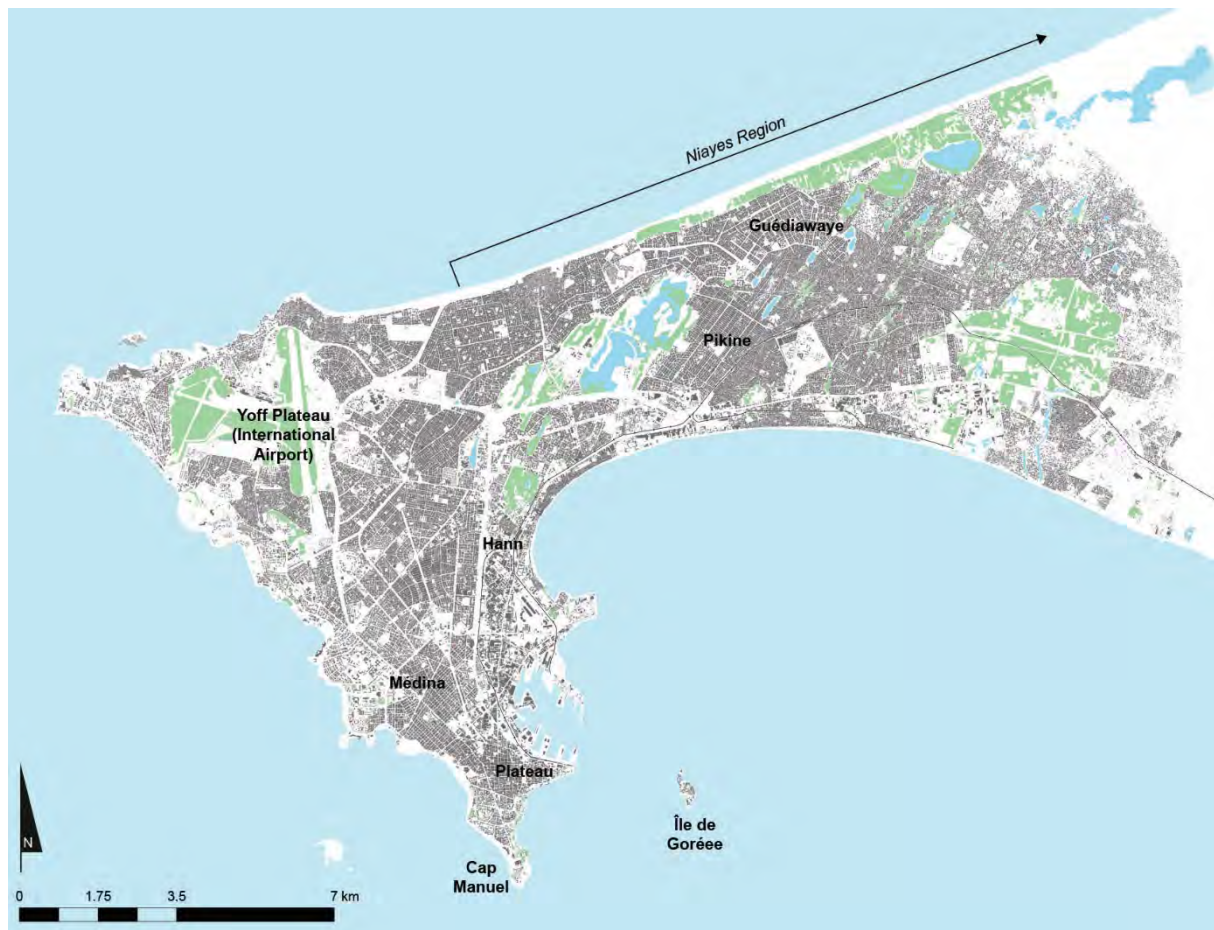 Niayes Region
Guédiawaye
Pikine
Yoff Plateau
(International
Airport)
Hann
Médina
Plateau
Île de
Goréee
Cap
Manuel
N
0 1.75 3.5 7 km